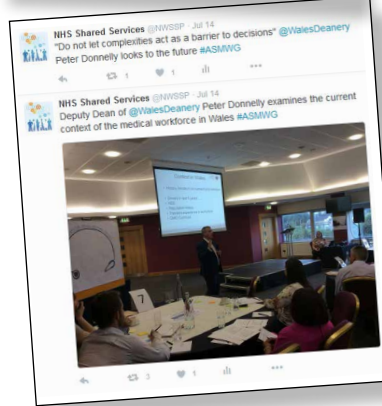 NHS Shared Services @NWSSP · Jul 14
"Do not let complexities act as a barrier to decisions" @WalesDeanery
Peter Donnelly looks to the future #ASMWG
1 1
NHS Shared Services @NWSSP · Jul 14
Deputy Dean of @WalesDeanery Peter Donnelly examines the current
context of the medical workforce in Wales #ASMWG
7
3 1